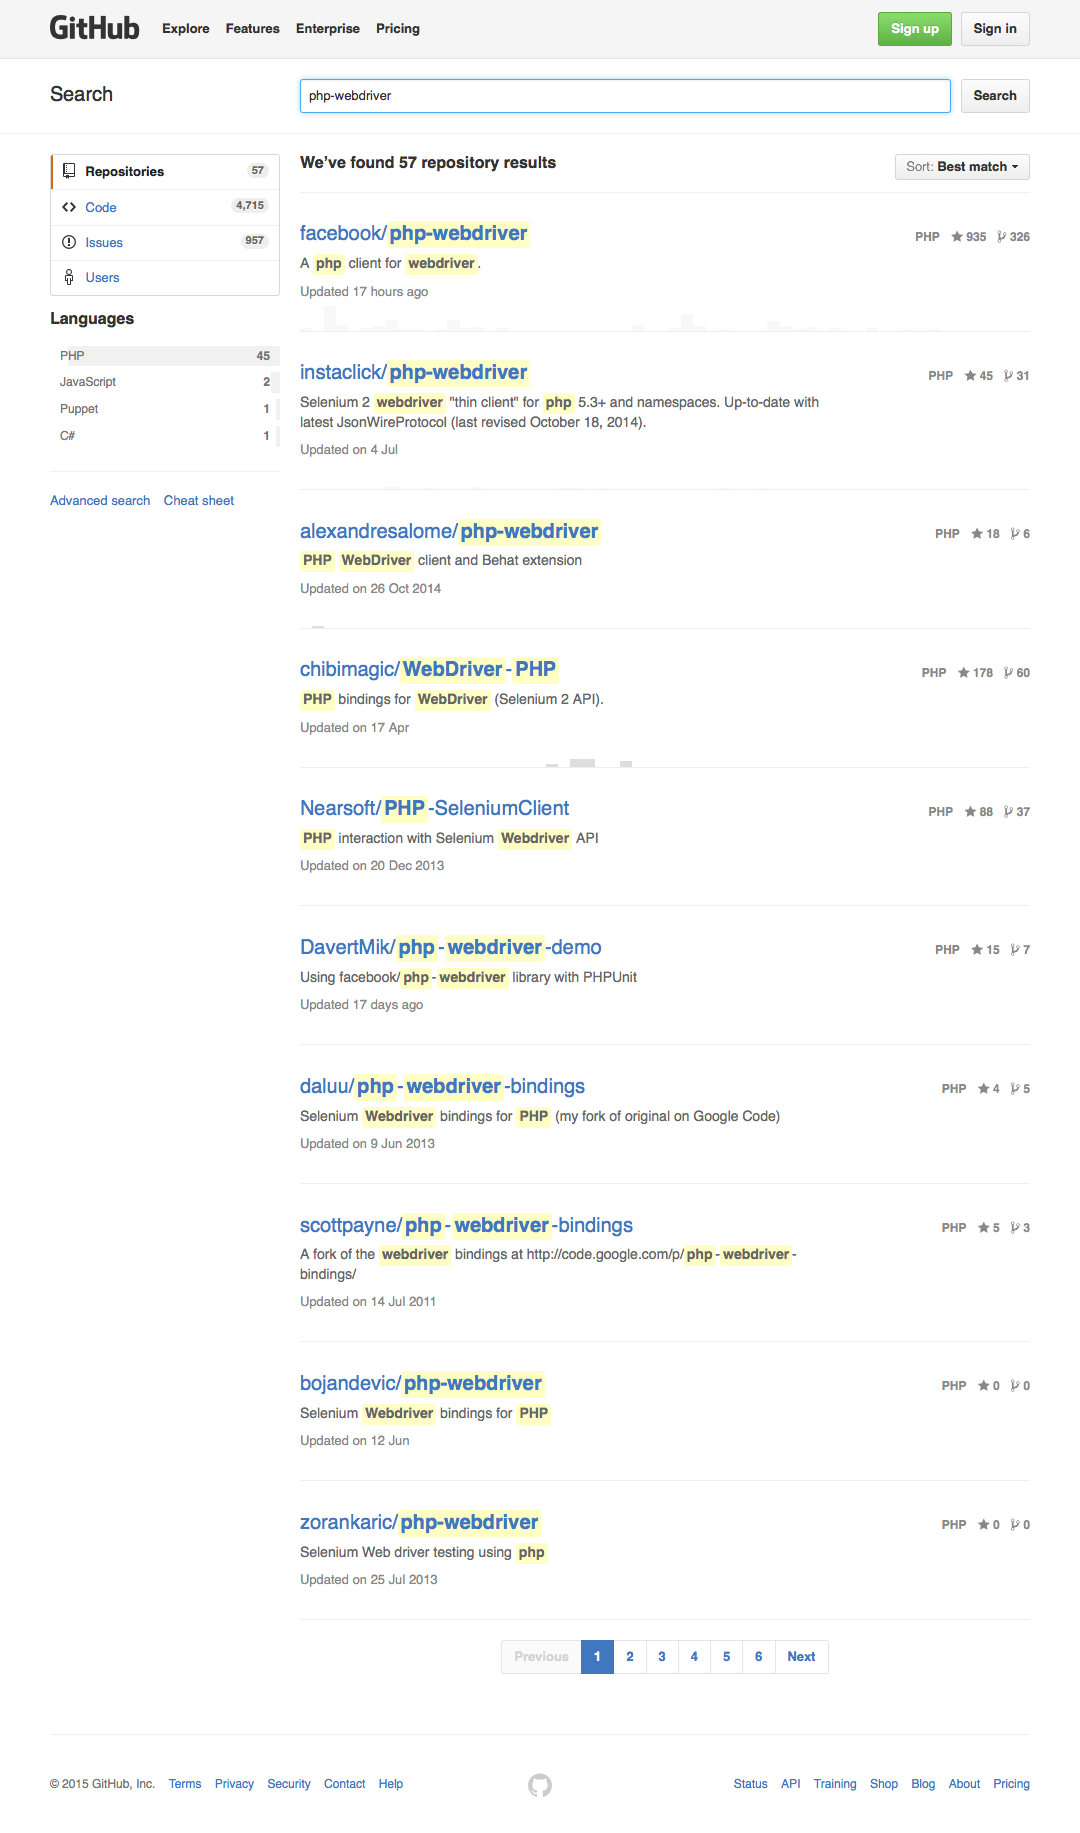 GitHub Explore Features Enterprise Pricing Sign up Sign in
Search php-webdriver Search
Repositories 57
Code 4,715
Issues 957
Users
Languages
PHP 45
JavaScript 2
Puppet 1
C# 1
Advanced search Cheat sheet
We've found 57 repository results Sort: Best match
facebook/php-webdriver PHP 935 326
A php client for webdriver.
Updated 17 hours ago
instaclick/php-webdriver PHP 45 31
Selenium 2 webdriver "thin client" for php 5.3+ and namespaces. Up-to-date with
latest JsonWireProtocol (last revised October 18, 2014).
Updated on 4 Jul
alexandresalome/php-webdriver PHP 18 6
PHP WebDriver client and Behat extension
Updated on 26 Oct 2014
chibimagic/WebDriver-PHP PHP 178 60
PHP bindings for WebDriver (Selenium 2 API).
Updated on 17 Apr
Nearsoft/PHP-SeleniumClient PHP 88 37
PHP interaction with Selenium Webdriver API
Updated on 20 Dec 2013
DavertMik/php-webdriver-demo PHP 15 7
Using facebook/php-webdriver library with PHPUnit
Updated 17 days ago
daluu/php-webdriver-bindings PHP 4 5
Selenium Webdriver bindings for PHP (my fork of original on Google Code)
Updated on 9 Jun 2013
scottpayne/php-webdriver-bindings PHP 5 3
A fork of the webdriver bindings at http://code.google.com/p/php-webdriver-
bindings/
Updated on 14 Jul 2011
bojandevic/php-webdriver PHP 0 0
Selenium Webdriver bindings for PHP
Updated on 12 Jun
zorankaric/php-webdriver PHP 0 0
Selenium Web driver testing using php
Updated on 25 Jul 2013
Previous 1 2 3 4 5 6 Next
© 2015 GitHub, Inc. Terms Privacy Security Contact Help Status API Training Shop Blog About Pricing